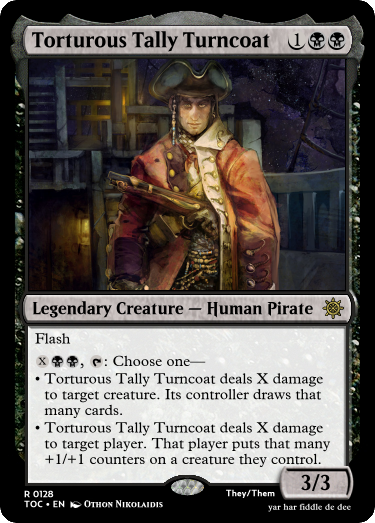 Torturous Tally Turncoat 1
Legendary Creature — Human Pirate
Flash
X, : Choose one—
• Torturous Tally Turncoat deals X damage
to target creature. Its controller draws that
many cards.
• Torturous Tally Turncoat deals X damage
to target player. That player puts that many
+1/+1 counters on a creature they control.
3/3
R 0128
They/Them
TOC • EN Othon Nikolaidis
yar har fiddle de dee